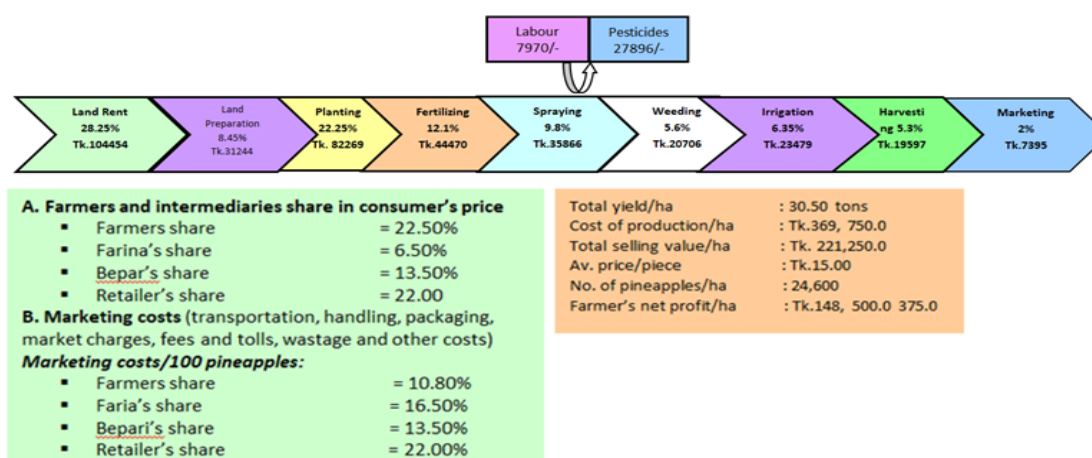 Labour
7970/-
Pesticides
27896/-
Land Rent
28.25%
Tk.104454
Land
Preparation
8.45%
Tk.31244
Planting
22.25%
Tk. 82269
Fertilizing
12.1%
Tk.44470
Spraying
9.8%
Tk.35866
Weeding
5.6%
Tk.20706
Irrigation
6.35%
Tk.23479
Harvesti
ng 5.3%
Tk.19597
Marketing
2%
Tk.7395
A. Farmers and intermediaries share in consumer's price
▪ Farmers share = 22.50%
▪ Farina's share = 6.50%
▪ Bepar's share = 13.50%
▪ Retailer's share = 22.00
B. Marketing costs (transportation, handling, packaging,
market charges, fees and tolls, wastage and other costs)
Marketing costs/100 pineapples:
▪ Farmers share = 10.80%
▪ Faria's share = 16.50%
▪ Bepari's share = 13.50%
▪ Retailer's share = 22.00%
Total yield/ha : 30.50 tons
Cost of production/ha : Tk.369, 750.0
Total selling value/ha : Tk. 221,250.0
Av. price/piece : Tk.15.00
No. of pineapples/ha : 24,600
Farmer's net profit/ha : Tk.148, 500.0 375.0